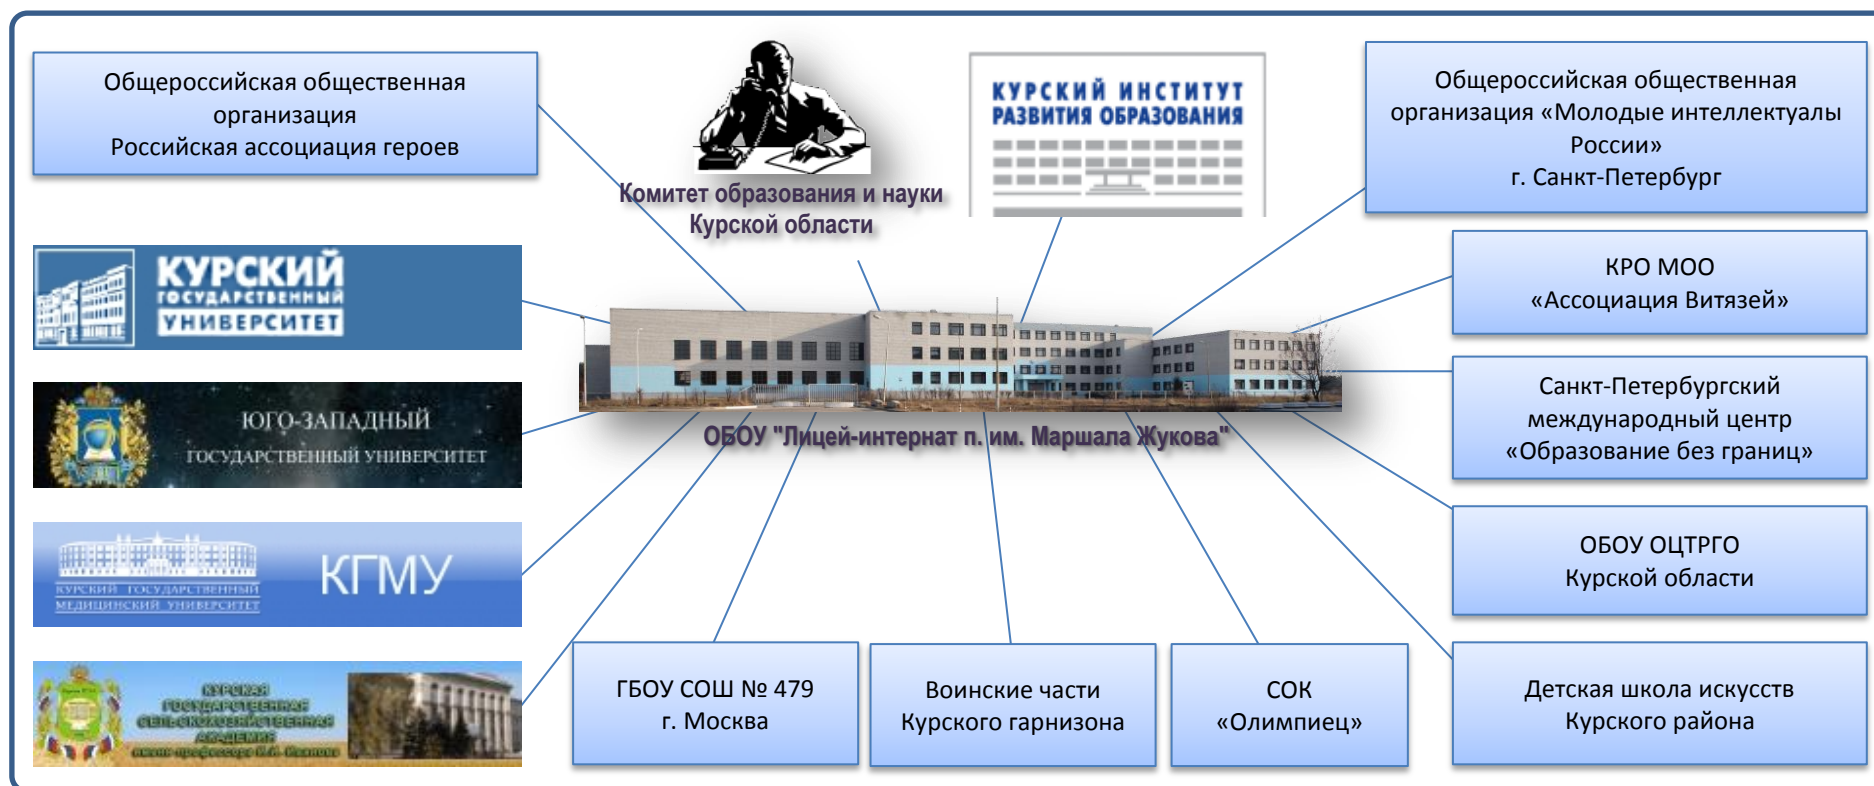 Общероссийская общественная
организация
Российская ассоциация героев
Комитет образования и науки
Курской области
КУРСКИЙ ИНСТИТУТ
РАЗВИТИЯ ОБРАЗОВАНИЯ
Общероссийская общественная
организация «Молодые интеллектуалы
России»
г. Санкт-Петербург
КУРСКИЙ
ГОСУДАРСТВЕННЫЙ
УНИВЕРСИТЕТ
КРО МОО
«Ассоциация Витязей»
ЮГО-ЗАПАДНЫЙ
ГОСУДАРСТВЕННЫЙ УНИВЕРСИТЕТ
ОБОУ "Лицей-интернат п. им. Маршала Жукова"
Санкт-Петербургский
международный центр
«Образование без границ»
КУРСКИЙ ГОСУДАРСТВЕННЫЙ
МЕДИЦИНСКИЙ УНИВЕРСИТЕТ
КГМУ
ОБОУ ОЦТРГО
Курской области
КУРСКАЯ
ГОСУДАРСТВЕННАЯ
СЕЛЬСКОХОЗЯЙСТВЕННАЯ
АКАДЕМИЯ
имени профессора И.И. Иванова
ГБОУ СОШ № 479
г. Москва
Воинские части
Курского гарнизона
СОК
«Олимпиец»
Детская школа искусств
Курского района